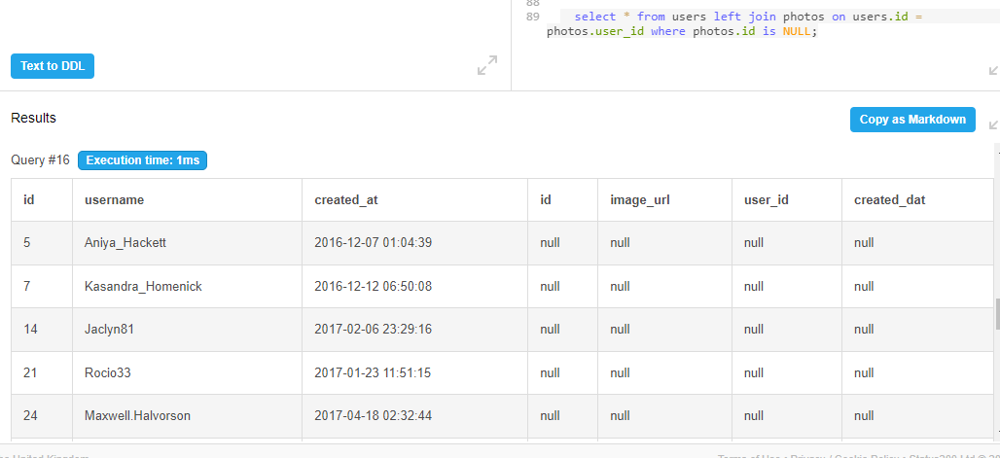 88
89 select * from users left join photos on users.id =
photos.user_id where photos.id is NULL;
Text to DDL
Results
Copy as Markdown
Query #16 Execution time: 1ms
id username created_at id image_url user_id created_dat
5 Aniya_Hackett 2016-12-07 01:04:39 null null null null
7 Kasandra_Homenick 2016-12-12 06:50:08 null null null null
14 Jaclyn81 2017-02-06 23:29:16 null null null null
21 Rocio33 2017-01-23 11:51:15 null null null null
24 Maxwell.Halvorson 2017-04-18 02:32:44 null null null null